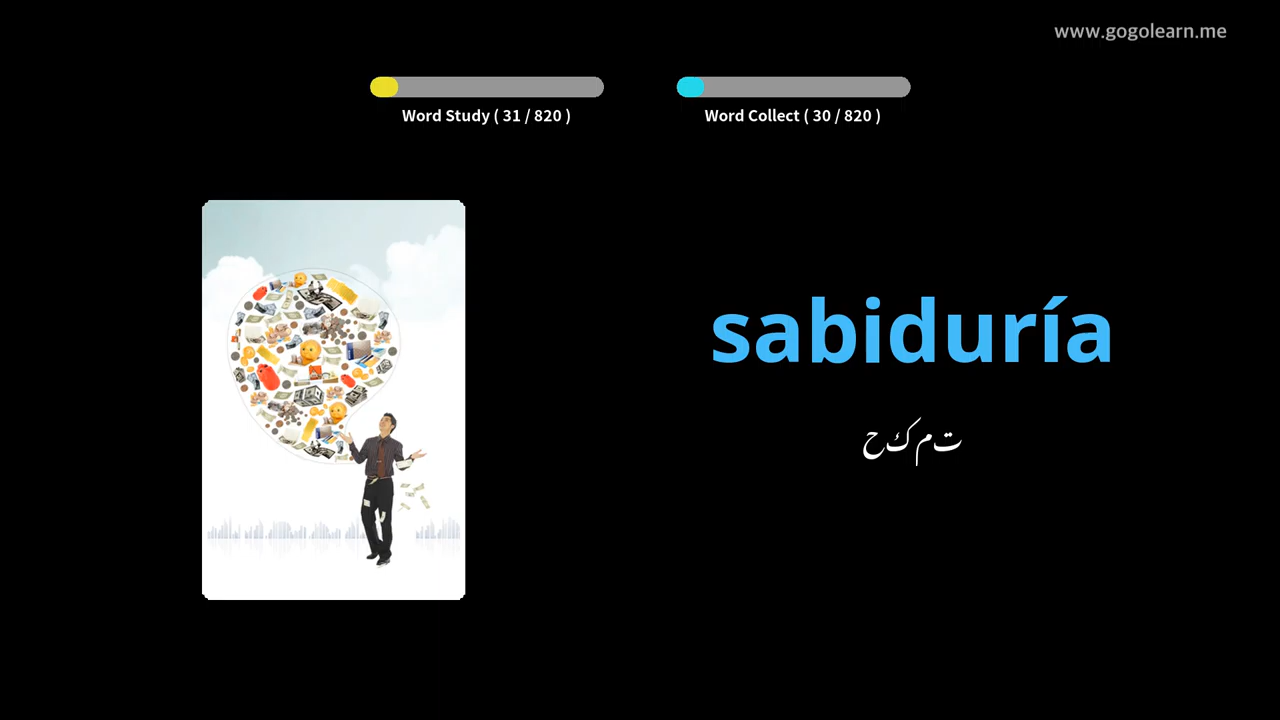 www.gogolearn.me
Word Study ( 31 / 820 )
Word Collect ( 30 / 820 )
sabiduría
حکمت